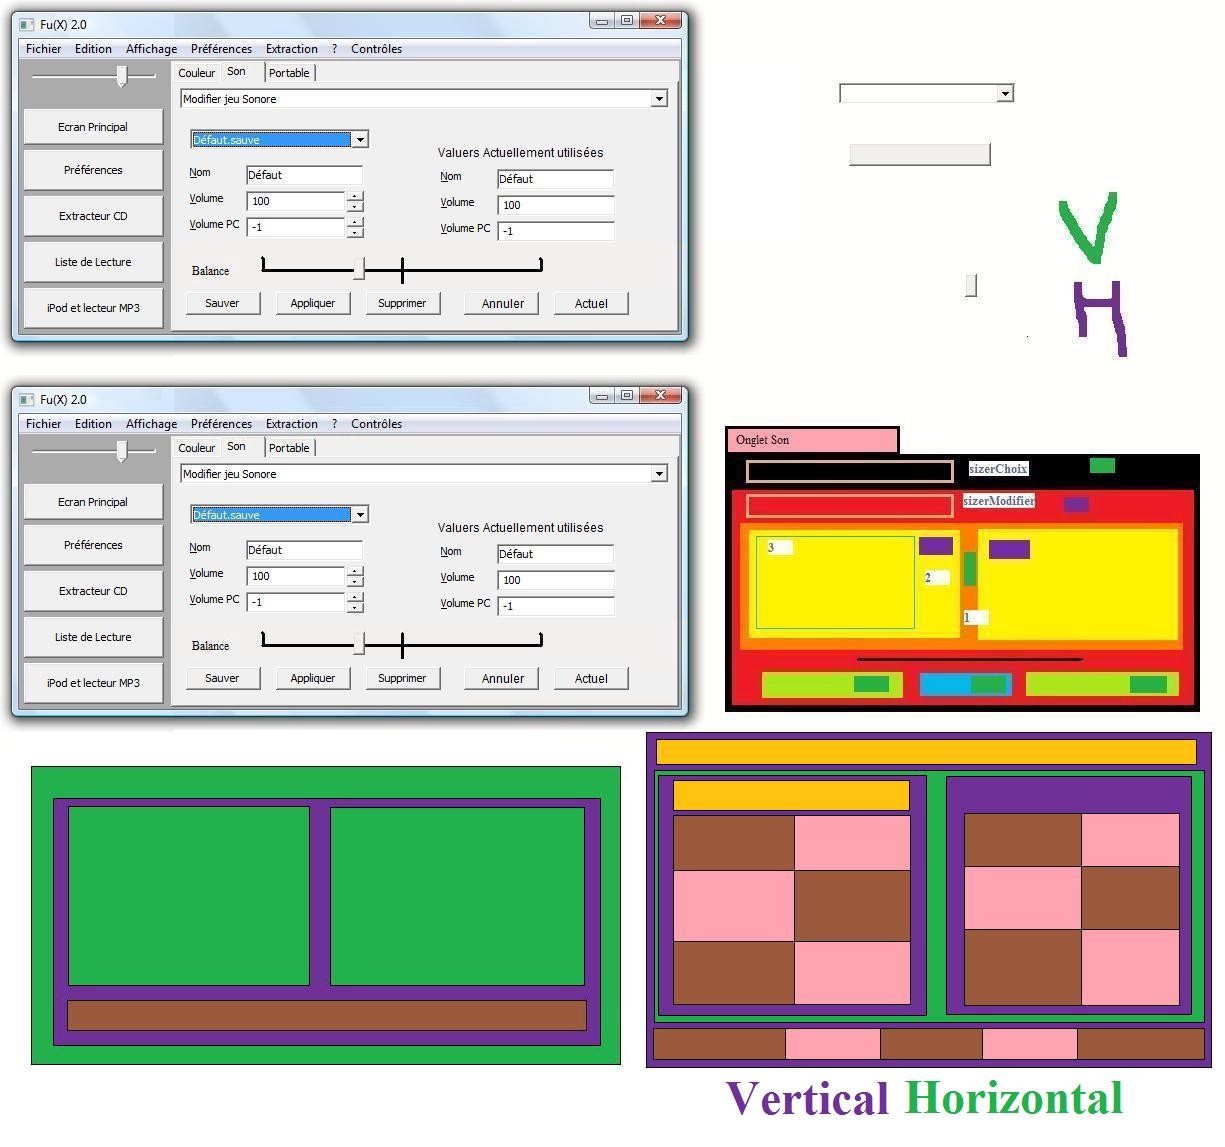 Fu(X) 2.0
Fichier Edition Affichage Préférences Extraction ? Contrôles
Couleur Son Portable
Modifier jeu Sonore
Ecran Principal
Préférences
Extracteur CD
Liste de Lecture
iPod et lecteur MP3
Défaut.sauve
Nom Défaut
Volume 100
Volume PC -1
Valuers Actuellement utilisées
Nom Défaut
Volume 100
Volume PC -1
Balance
Sauver Appliquer Supprimer Annuler Actuel
V
H
Fu(X) 2.0
Fichier Edition Affichage Préférences Extraction ? Contrôles
Couleur Son Portable
Modifier jeu Sonore
Ecran Principal
Préférences
Extracteur CD
Liste de Lecture
iPod et lecteur MP3
Défaut.sauve
Nom Défaut
Volume 100
Volume PC -1
Valuers Actuellement utilisées
Nom Défaut
Volume 100
Volume PC -1
Balance
Sauver Appliquer Supprimer Annuler Actuel
Onglet Son
sizerChoix
sizerModifier
3
2
1
Vertical Horizontal